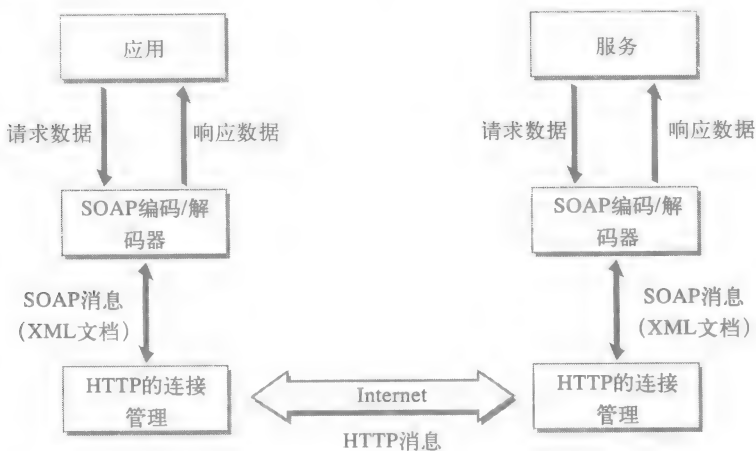 应用
服务
请求数据
响应数据
请求数据
响应数据
SOAP编码/解
码器
SOAP编码/解
码器
SOAP消息
（XML文档）
SOAP消息
（XML文档）
HTTP的连接
管理
Internet
HTTP的连接
管理
HTTP消息